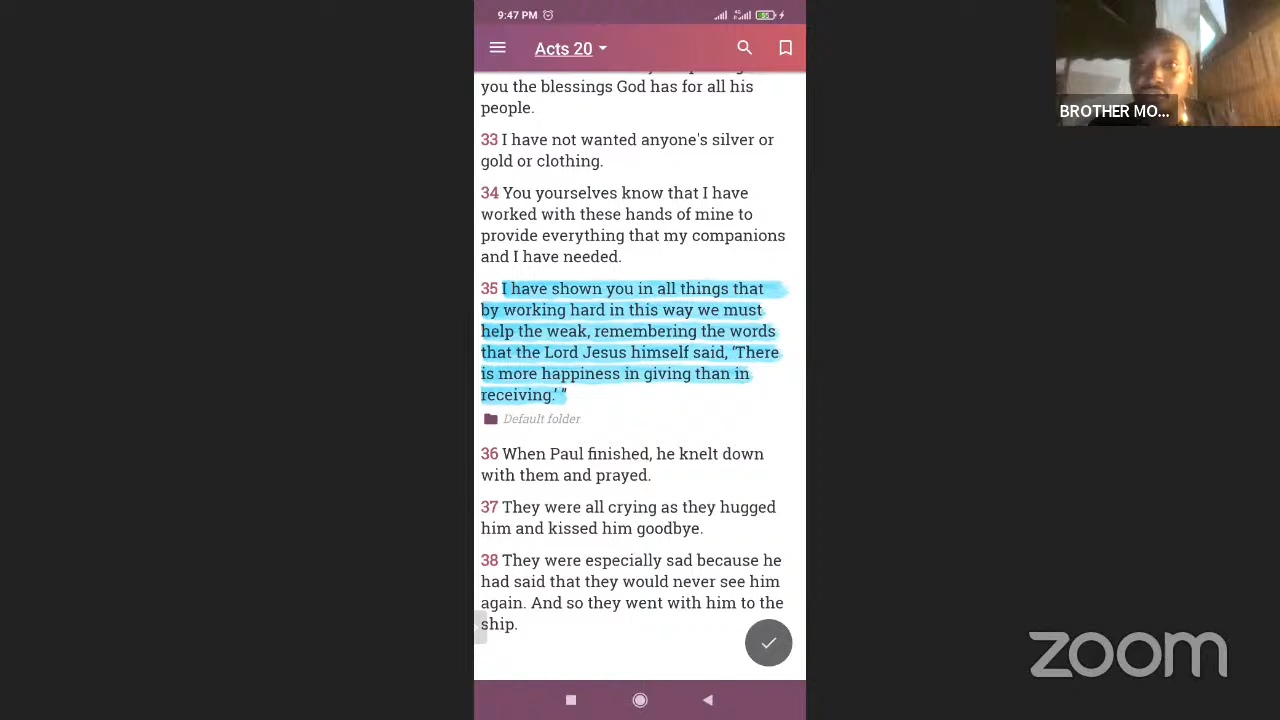 9:47 PM
4G
55
Acts 20
you the blessings God has for all his
people.
33 I have not wanted anyone's silver or
gold or clothing.
34 You yourselves know that I have
worked with these hands of mine to
provide everything that my companions
and I have needed.
35 I have shown you in all things that
by working hard in this way we must
help the weak, remembering the words
that the Lord Jesus himself said, ‘There
is more happiness in giving than in
receiving.’ ”
Default folder
36 When Paul finished, he knelt down
with them and prayed.
37 They were all crying as they hugged
him and kissed him goodbye.
38 They were especially sad because he
had said that they would never see him
again. And so they went with him to the
ship.
BROTHER MO...
zoom